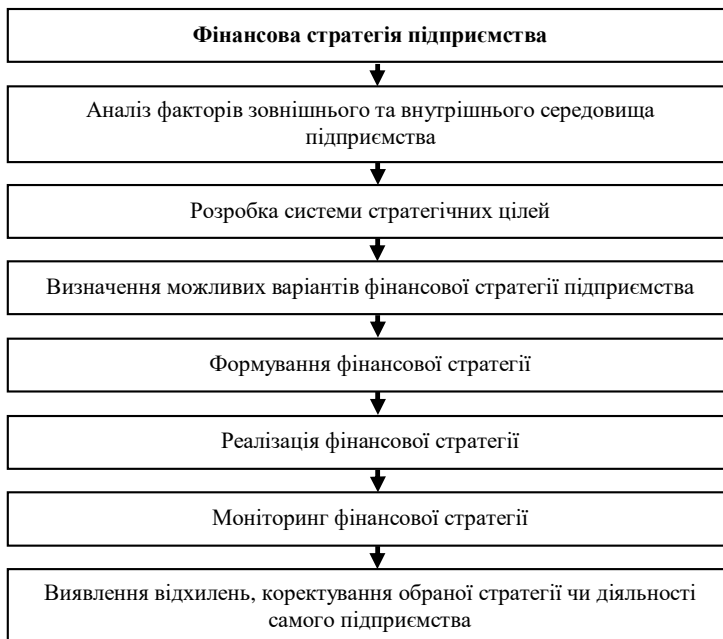 Фінансова стратегія підприємства
Аналіз факторів зовнішнього та внутрішнього середовища
підприємства
Розробка системи стратегічних цілей
Визначення можливих варіантів фінансової стратегії підприємства
Формування фінансової стратегії
Реалізація фінансової стратегії
Моніторинг фінансової стратегії
Виявлення відхилень, коректування обраної стратегії чи діяльності
самого підприємства